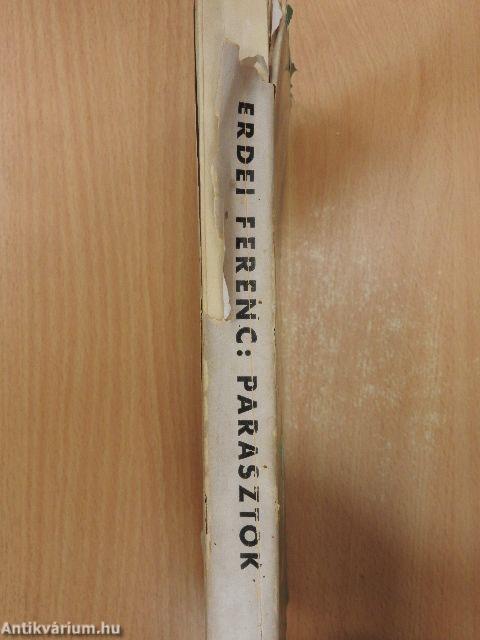 ERDEI FERENC: PARASZTOK
Antikvárium.hu